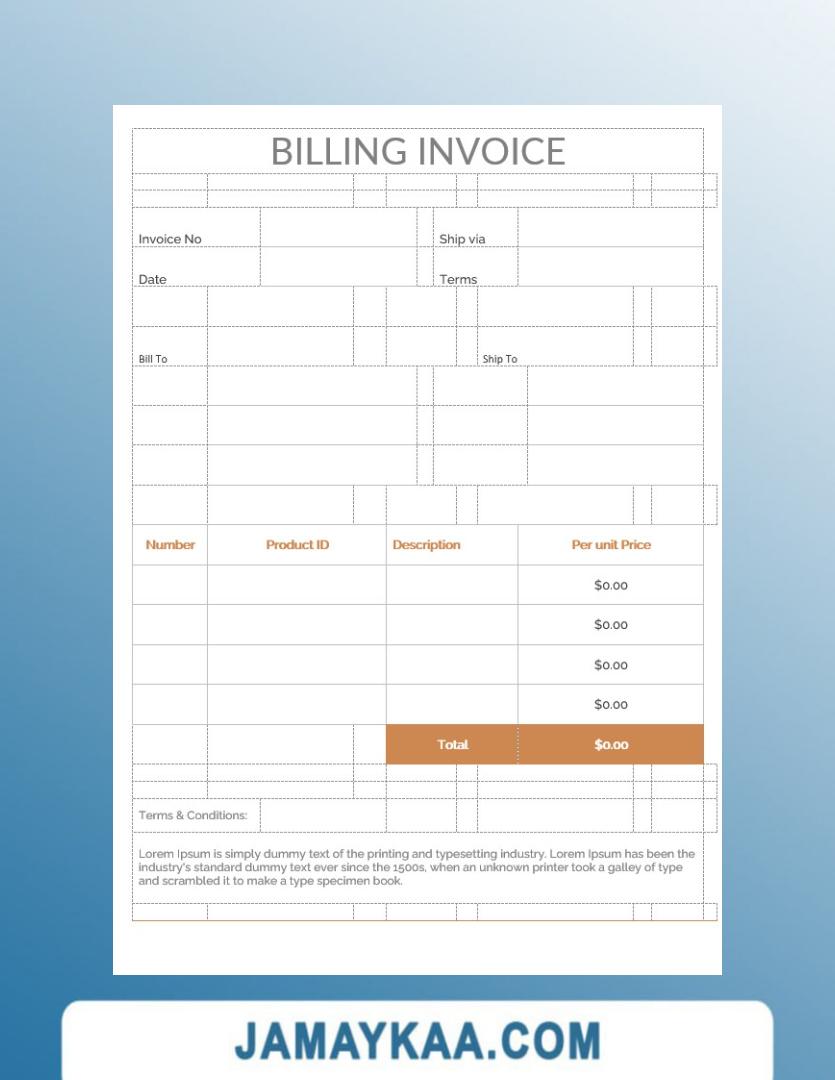 BILLING INVOICE
Invoice No
Ship via
Date
Terms
Bill To
Ship To
Number Product ID Description Per unit Price
$0.00
$0.00
$0.00
$0.00
Total $0.00
Terms & Conditions:
Lorem Ipsum is simply dummy text of the printing and typesetting industry. Lorem Ipsum has been the
industry's standard dummy text ever since the 1500s, when an unknown printer took a galley of type
and scrambled it to make a type specimen book.
JAMAYKAA.COM